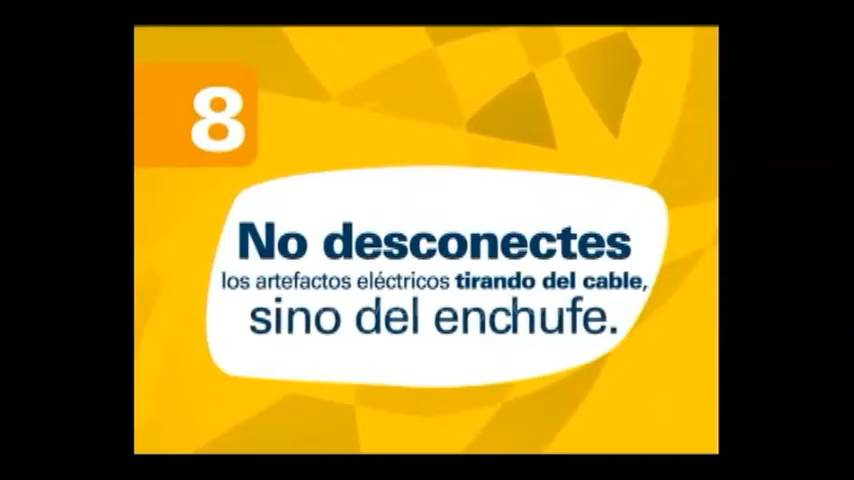 8
No desconectes
los artefactos eléctricos tirando del cable,
sino del enchufe.